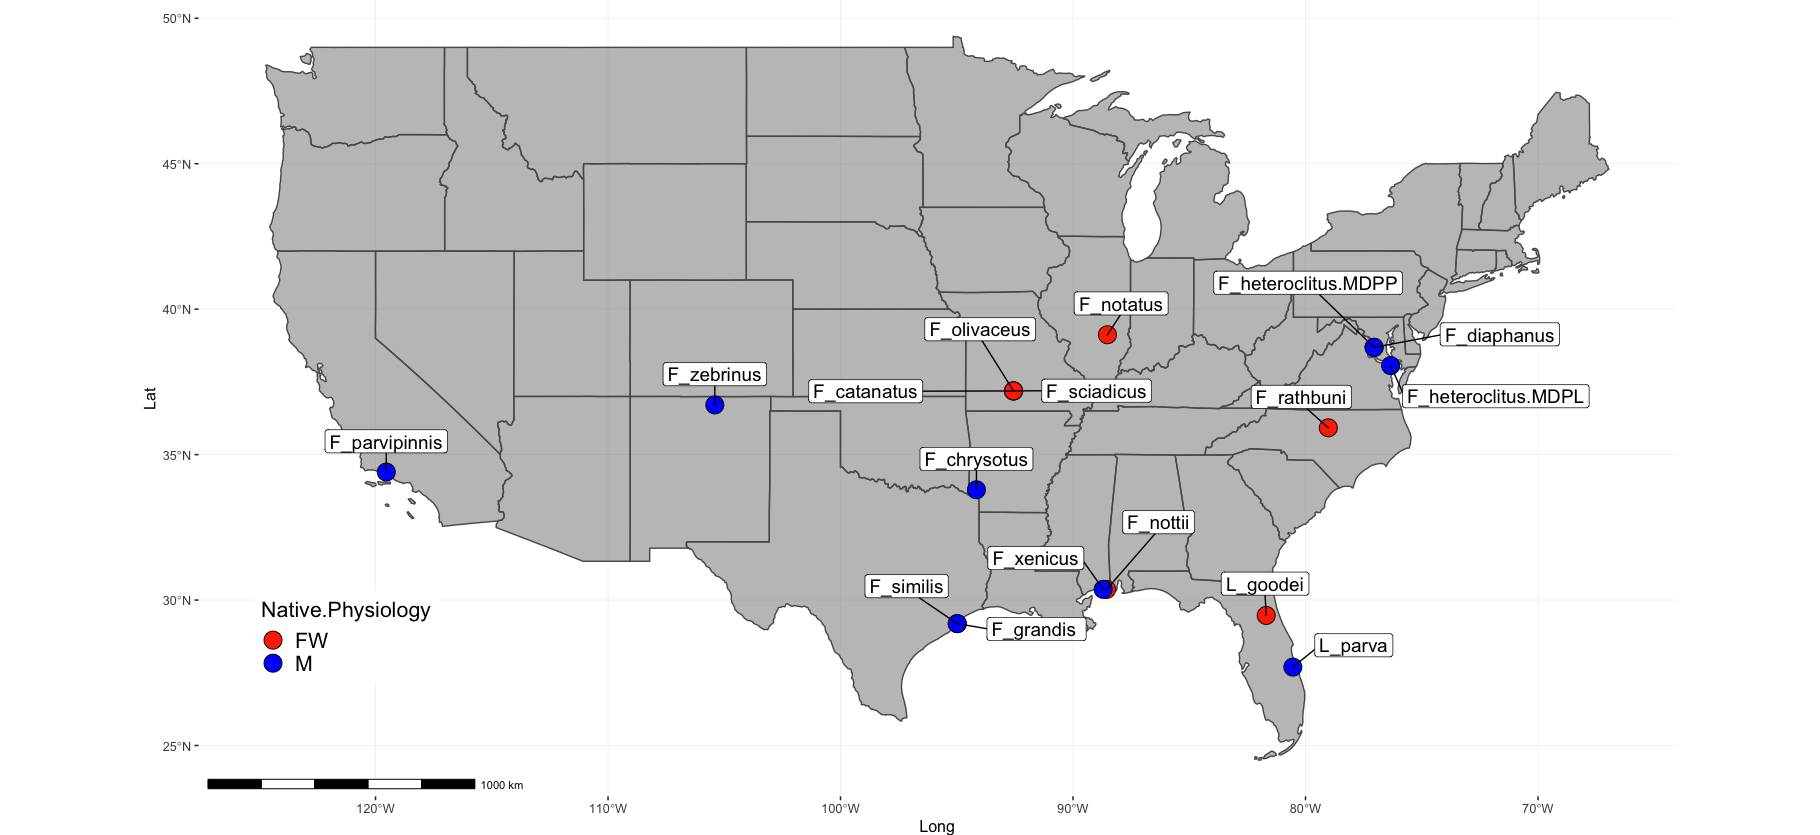 50°N
45°N
40°N
35°N
30°N
25°N
Lat
F_heteroclitus.MDPP
F_notatus
F_olivaceus
F_diaphanus
F_zebrinus
F_catanatus
F_sciadicus
F_rathbuni
F_heteroclitus.MDPL
F_parvipinnis
F_chrysotus
F_nottii
F_xenicus
F_similis
L_goodei
F_grandis
L_parva
Native.Physiology
FW
M
1000 km
120°W
110°W
100°W
90°W
80°W
70°W
Long